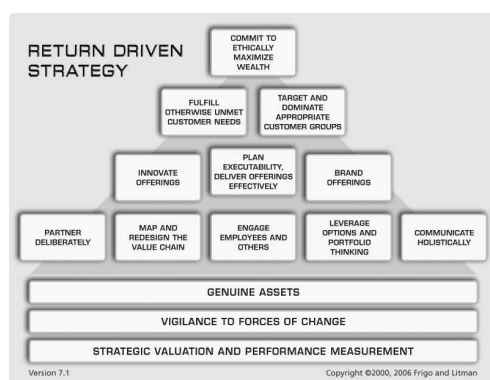 RETURN DRIVEN
STRATEGY
COMMIT TO
ETHICALLY
MAXIMIZE
WEALTH
FULFILL
OTHERWISE UNMET
CUSTOMER NEEDS
TARGET AND
DOMINATE
APPROPRIATE
CUSTOMER GROUPS
INNOVATE
OFFERINGS
PLAN
EXECUTABILITY,
DELIVER OFFERINGS
EFFECTIVELY
BRAND
OFFERINGS
PARTNER
DELIBERATELY
MAP AND
REDESIGN THE
VALUE CHAIN
ENGAGE
EMPLOYEES AND
OTHERS
LEVERAGE
OPTIONS AND
PORTFOLIO
THINKING
COMMUNICATE
HOLISTICALLY
GENUINE ASSETS
VIGILANCE TO FORCES OF CHANGE
STRATEGIC VALUATION AND PERFORMANCE MEASUREMENT
Version 7.1
Copyright ©2000, 2006 Frigo and Litman